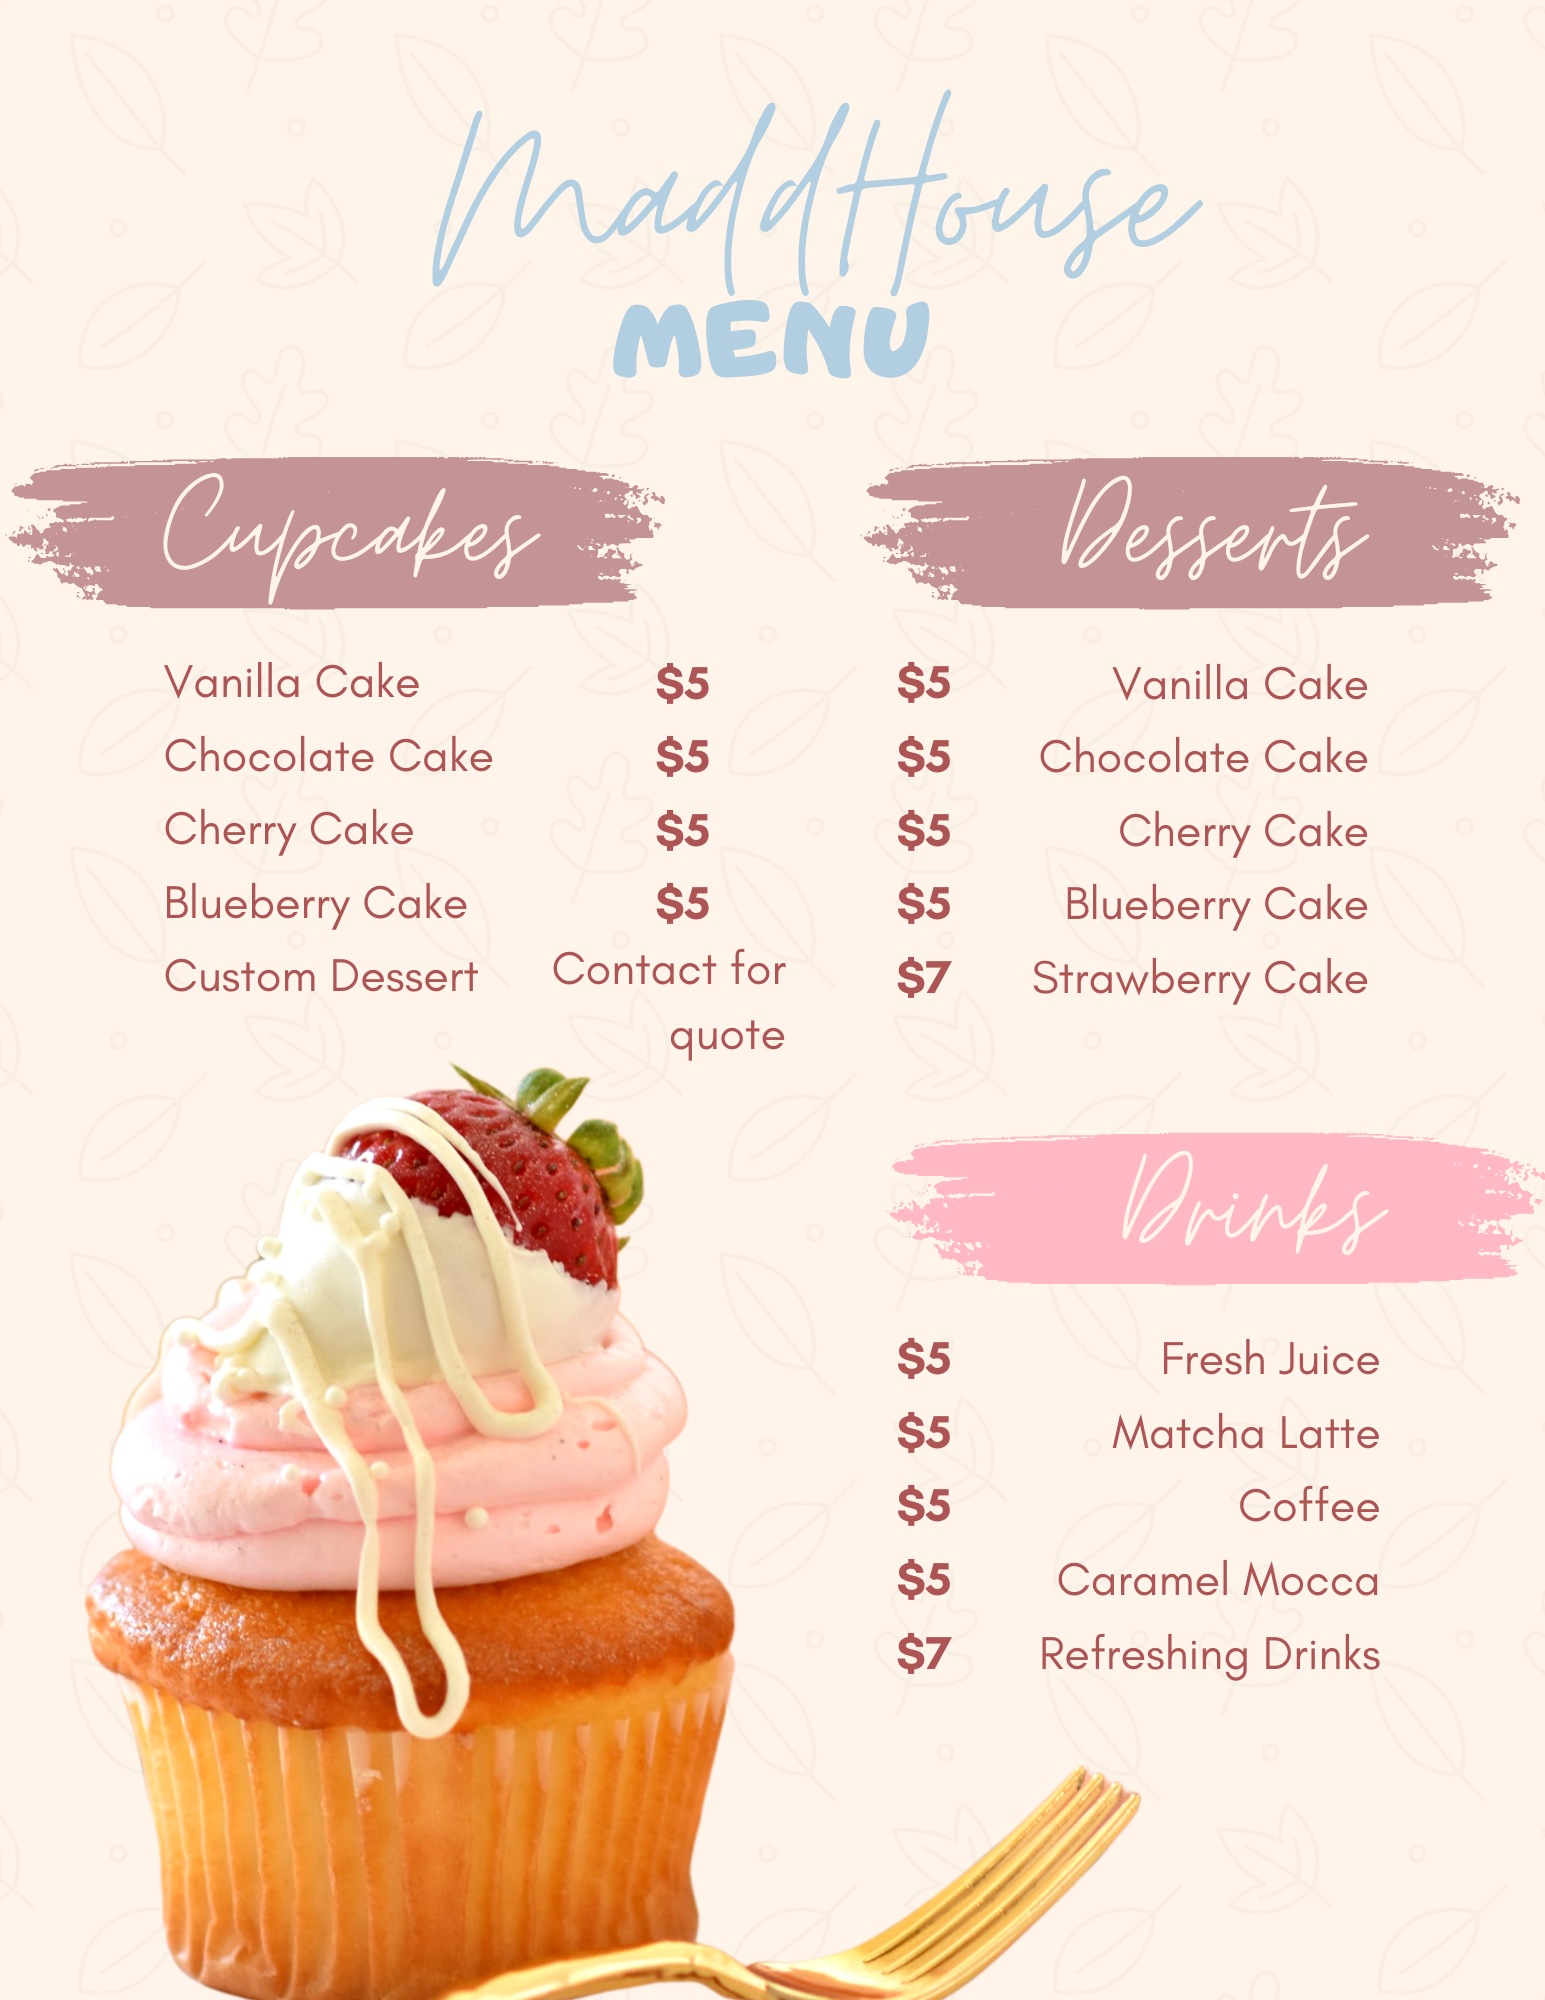 MaddHouse
MENU
Cupcakes
Vanilla Cake $5
Chocolate Cake $5
Cherry Cake $5
Blueberry Cake $5
Custom Dessert Contact for
quote
Desserts
$5 Vanilla Cake
$5 Chocolate Cake
$5 Cherry Cake
$5 Blueberry Cake
$7 Strawberry Cake
Drinks
$5 Fresh Juice
$5 Matcha Latte
$5 Coffee
$5 Caramel Mocca
$7 Refreshing Drinks